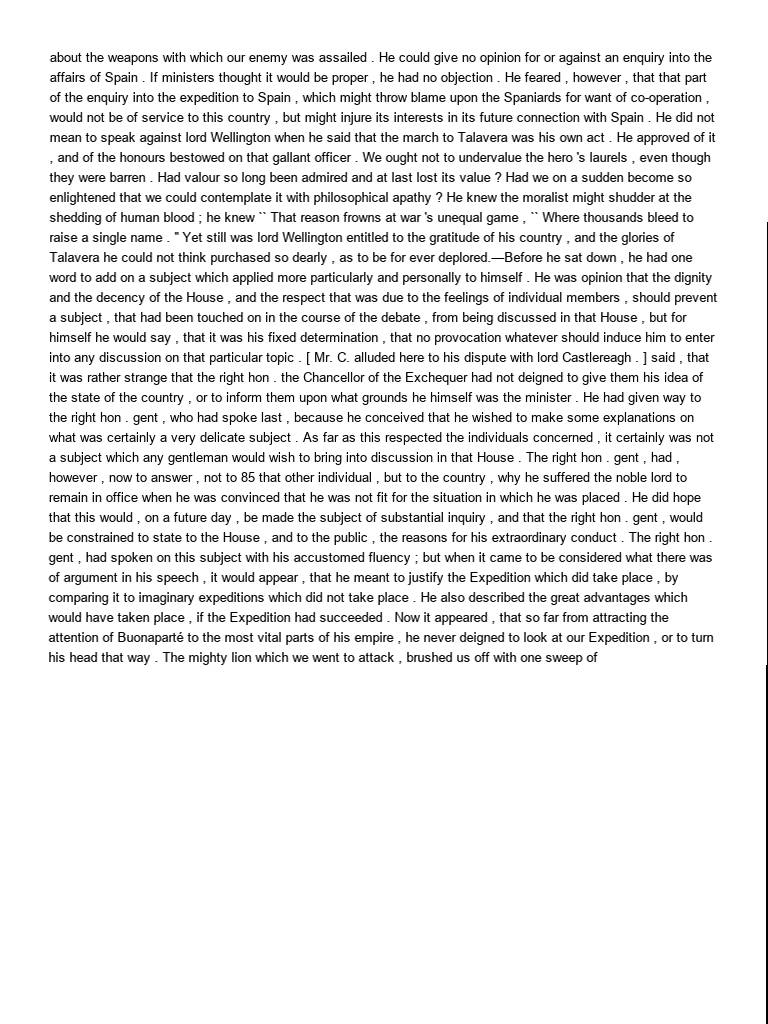 about the weapons with which our enemy was assailed . He could give no opinion for or against an enquiry into the
affairs of Spain . If ministers thought it would be proper , he had no objection . He feared , however , that that part
of the enquiry into the expedition to Spain , which might throw blame upon the Spaniards for want of co-operation ,
would not be of service to this country , but might injure its interests in its future connection with Spain . He did not
mean to speak against lord Wellington when he said that the march to Talavera was his own act . He approved of it
, and of the honours bestowed on that gallant officer . We ought not to undervalue the hero 's laurels , even though
they were barren . Had valour so long been admired and at last lost its value ? Had we on a sudden become so
enlightened that we could contemplate it with philosophical apathy ? He knew the moralist might shudder at the
shedding of human blood ; he knew `` That reason frowns at war 's unequal game , `` Where thousands bleed to
raise a single name . " Yet still was lord Wellington entitled to the gratitude of his country , and the glories of
Talavera he could not think purchased so dearly , as to be for ever deplored.—Before he sat down , he had one
word to add on a subject which applied more particularly and personally to himself . He was opinion that the dignity
and the decency of the House , and the respect that was due to the feelings of individual members , should prevent
a subject , that had been touched on in the course of the debate , from being discussed in that House , but for
himself he would say , that it was his fixed determination , that no provocation whatever should induce him to enter
into any discussion on that particular topic . [ Mr. C. alluded here to his dispute with lord Castlereagh . ] said , that
it was rather strange that the right hon . the Chancellor of the Exchequer had not deigned to give them his idea of
the state of the country , or to inform them upon what grounds he himself was the minister . He had given way to
the right hon . gent , who had spoke last , because he conceived that he wished to make some explanations on
what was certainly a very delicate subject . As far as this respected the individuals concerned , it certainly was not
a subject which any gentleman would wish to bring into discussion in that House . The right hon . gent , had ,
however , now to answer , not to 85 that other individual , but to the country , why he suffered the noble lord to
remain in office when he was convinced that he was not fit for the situation in which he was placed . He did hope
that this would , on a future day , be made the subject of substantial inquiry , and that the right hon . gent , would
be constrained to state to the House , and to the public , the reasons for his extraordinary conduct . The right hon .
gent , had spoken on this subject with his accustomed fluency ; but when it came to be considered what there was
of argument in his speech , it would appear , that he meant to justify the Expedition which did take place , by
comparing it to imaginary expeditions which did not take place . He also described the great advantages which
would have taken place , if the Expedition had succeeded . Now it appeared , that so far from attracting the
attention of Buonaparté to the most vital parts of his empire , he never deigned to look at our Expedition , or to turn
his head that way . The mighty lion which we went to attack , brushed us off with one sweep of